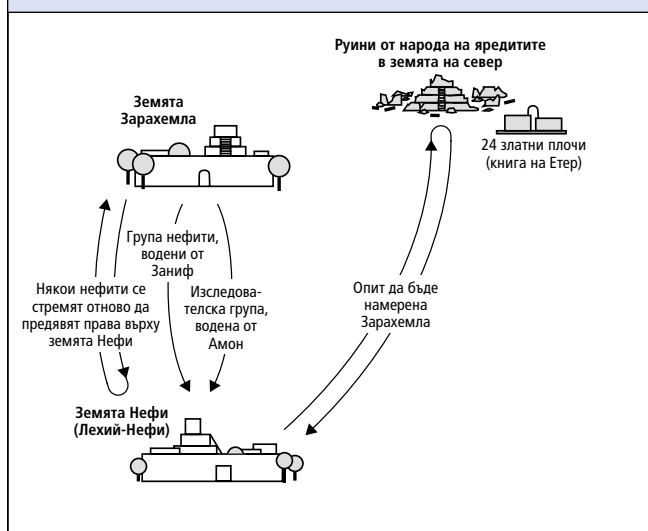 Руини от народа на яредитите
в земята на север
Земята
Зарахемла
24 златни плочи
(книга на Етер)
Група нефити,
водени от
Заниф
Някои нефити се
стремят отново да
предявят права върху
земята Нефи
Изследова-
телска група,
водена от
Амон
Опит да бъде
намерена
Зарахемла
Земята Нефи
(Лехий-Нефи)